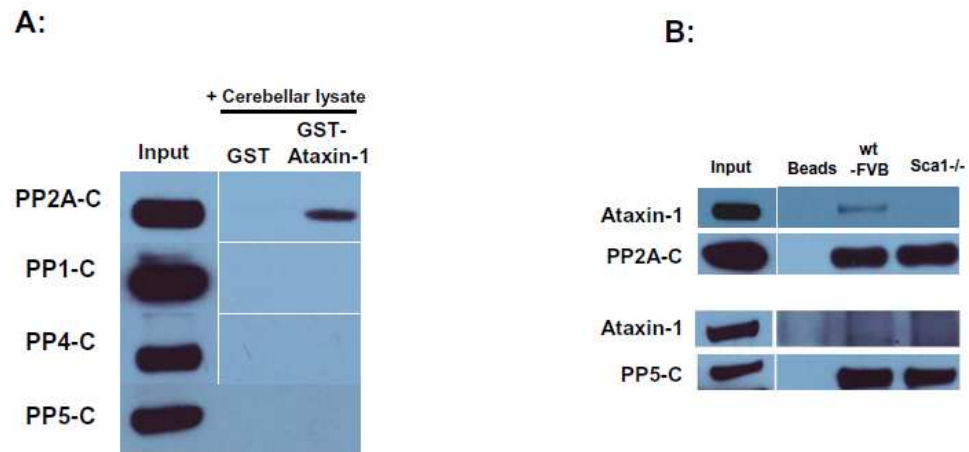 A:
+ Cerebellar lysate
GST-
Input GST Ataxin-1
PP2A-C
PP1-C
PP4-C
PP5-C
B:
wt
Input Beads -FVB Sca1-/-
Ataxin-1
PP2A-C
Ataxin-1
PP5-C